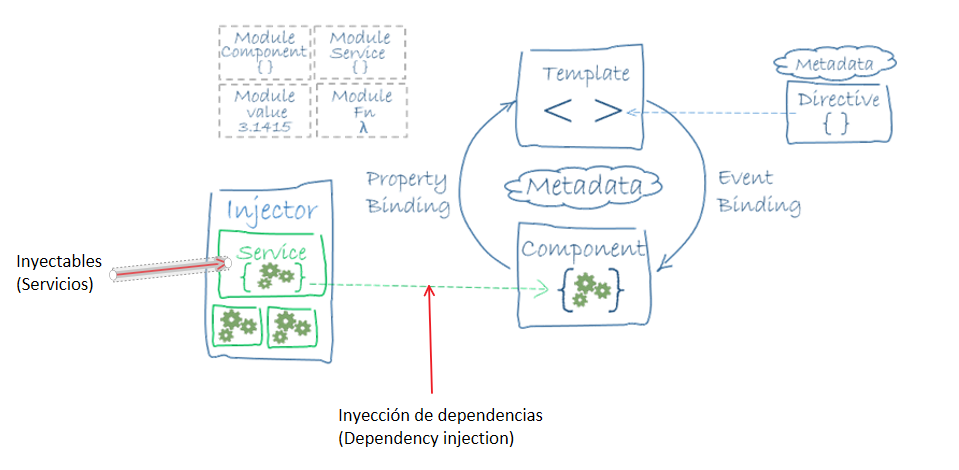 Module
Component
{ }
Module
Service
{ }
Module
value
3.1415
Module
Fn
λ
Template
< >
Metadata
Directive
{ }
Property
Binding
Metadata
Event
Binding
Injector
Service
{ }
Component
{ }
Inyectables
(Servicios)
Inyección de dependencias
(Dependency injection)